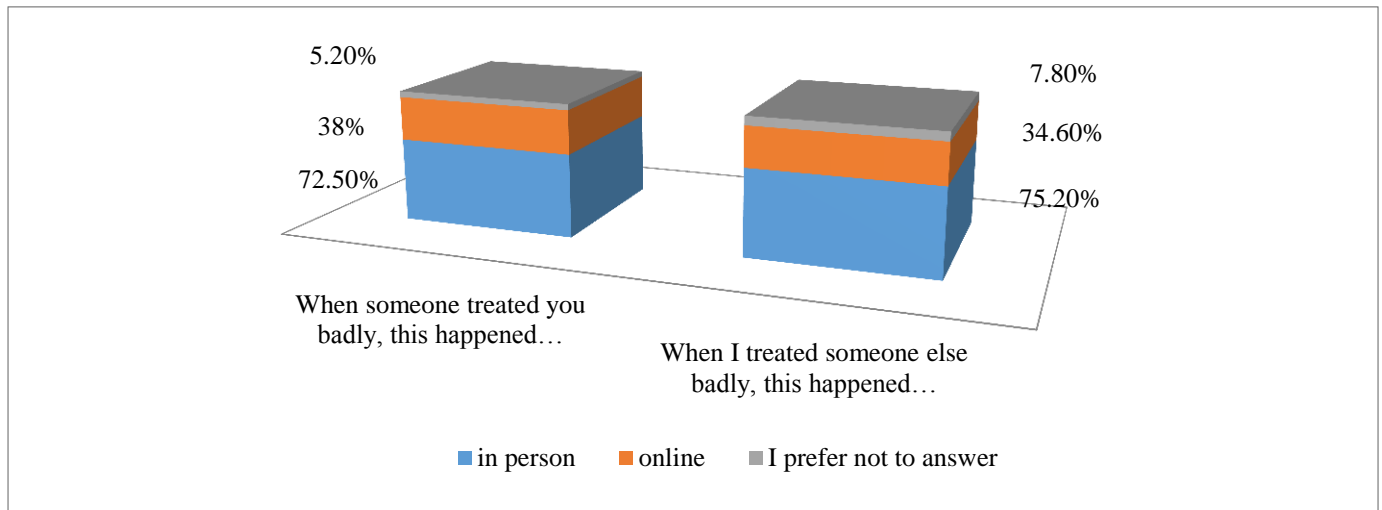 5.20%
38%
72.50%
7.80%
34.60%
75.20%
When someone treated you
badly, this happened…
When I treated someone else
badly, this happened…
in person online I prefer not to answer